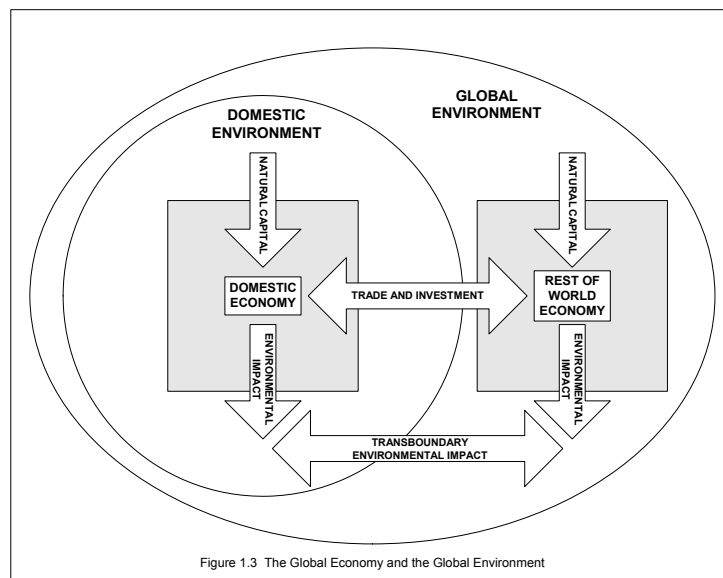 DOMESTIC
ENVIRONMENT
GLOBAL
ENVIRONMENT
NATURAL CAPITAL
NATURAL CAPITAL
DOMESTIC
ECONOMY
TRADE AND INVESTMENT
REST OF
WORLD
ECONOMY
ENVIRONMENTAL
IMPACT
ENVIRONMENTAL
IMPACT
TRANSBOUNDARY
ENVIRONMENTAL IMPACT
Figure 1.3 The Global Economy and the Global Environment